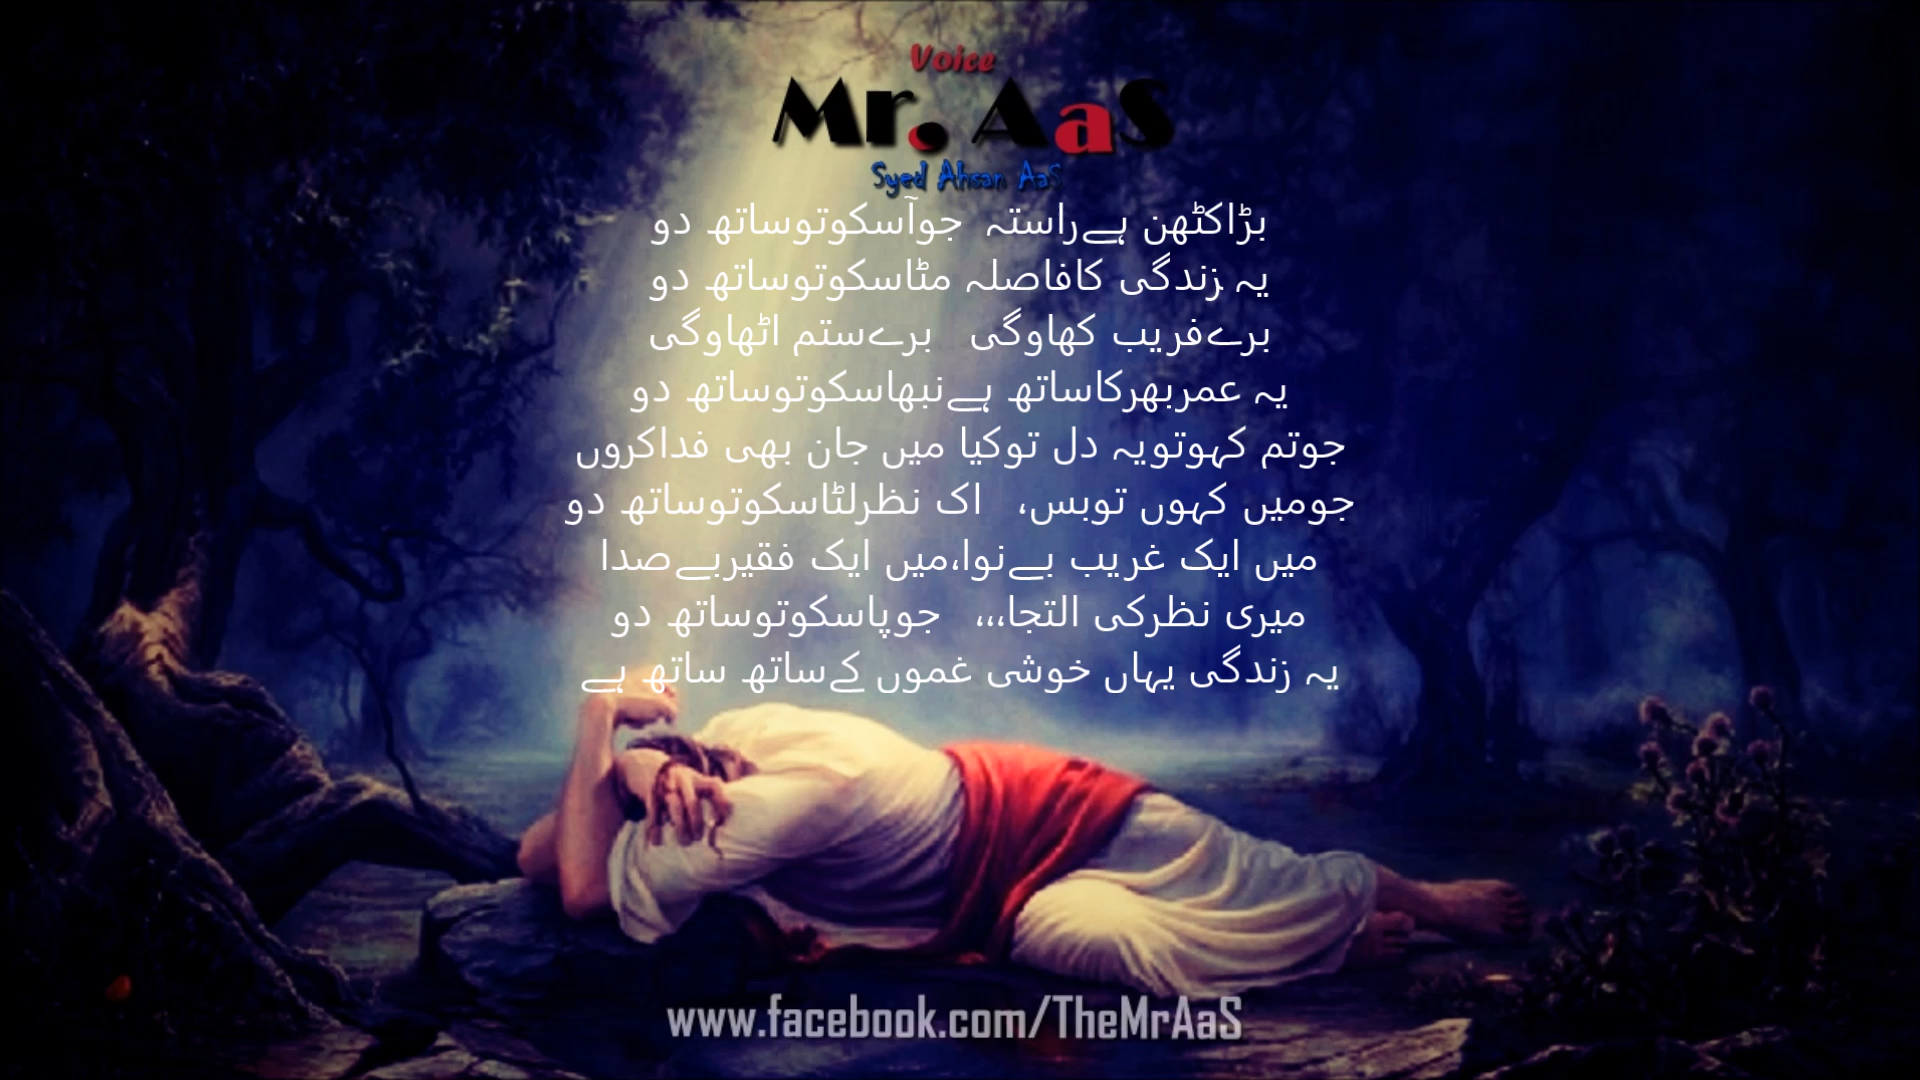 Voice
Mr. AaS
Syed Ahsan AaS
بڑاکٹھن ہےراستہ جوآسکوتوساتھ دو
یہ زندگی کافاصلہ مٹاسکوتوساتھ دو
برےفریب کھاوگی برےستم اٹھاوگی
یہ عمربھرکاساتھ ہےنبھاسکوتوساتھ دو
جوتم کہوتویہ دل توکیا میں جان بھی فداکروں
جومیں کہوں توبس، اک نظرلٹاسکوتوساتھ دو
میں ایک غریب بےنوا،میں ایک فقیربےصدا
میری نظرکی التجا،،، جوپاسکوتوساتھ دو
یہ زندگی یہاں خوشی غموں کےساتھ ساتھ ہے
www.facebook.com/TheMrAaS